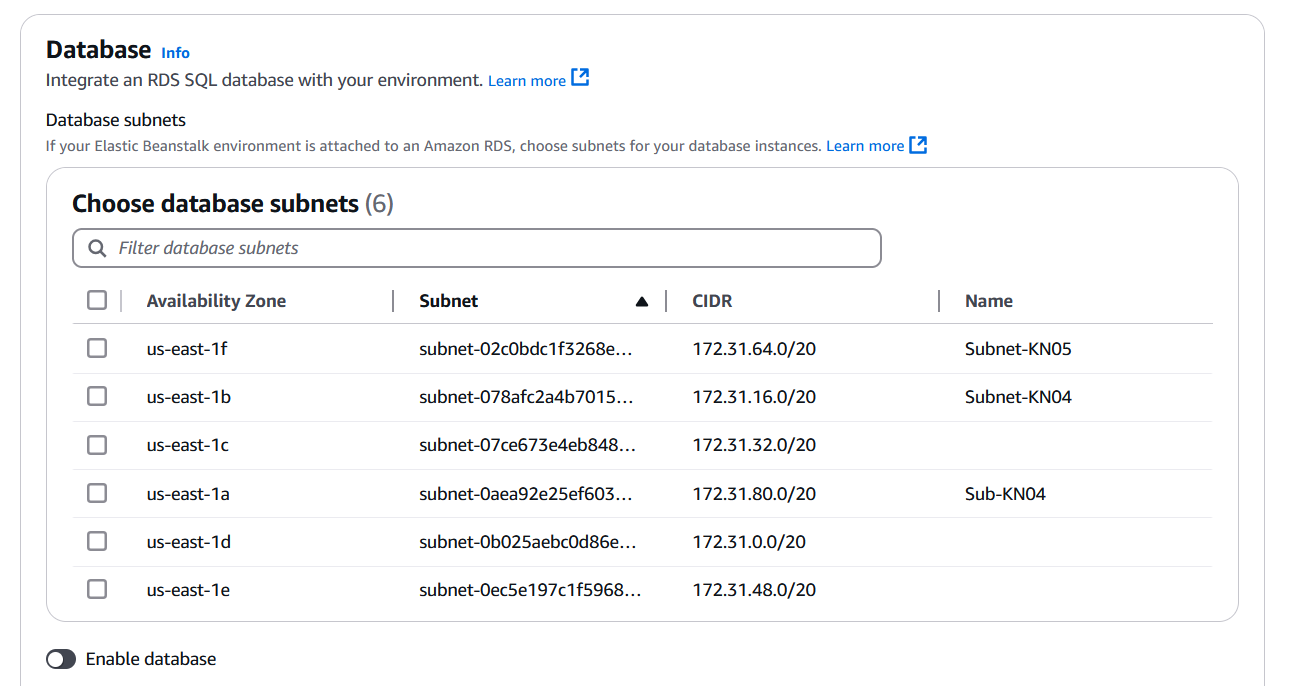 Database Info
Integrate an RDS SQL database with your environment. Learn more
Database subnets
If your Elastic Beanstalk environment is attached to an Amazon RDS, choose subnets for your database instances. Learn more
Choose database subnets (6)
Filter database subnets
Availability Zone Subnet CIDR Name
us-east-1f subnet-02c0bdc1f3268e... 172.31.64.0/20 Subnet-KN05
us-east-1b subnet-078afc2a4b7015... 172.31.16.0/20 Subnet-KN04
us-east-1c subnet-07ce673e4eb848... 172.31.32.0/20
us-east-1a subnet-0aea92e25ef603... 172.31.80.0/20 Sub-KN04
us-east-1d subnet-0b025aebc0d86e... 172.31.0.0/20
us-east-1e subnet-0ec5e197c1f5968... 172.31.48.0/20
Enable database